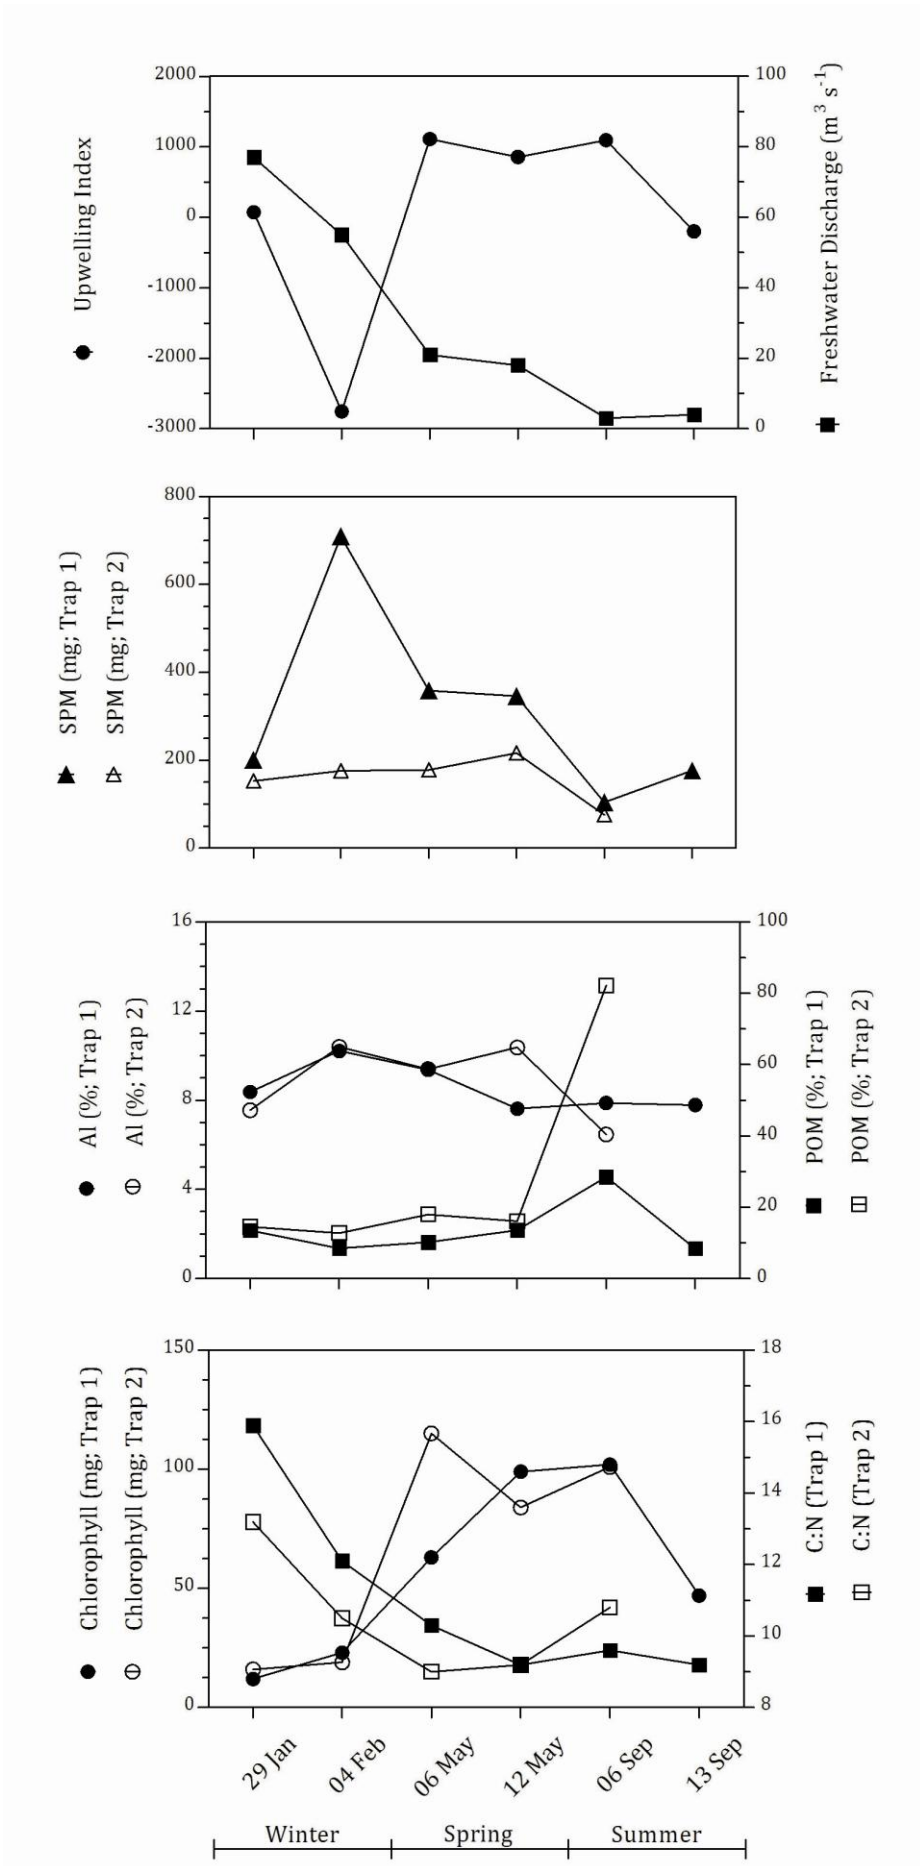 Upwelling Index
2000
1000
0
-1000
-2000
-3000
100
80
60
40
20
0
Freshwater Discharge (m³ s⁻¹)
SPM (mg; Trap 1)
SPM (mg; Trap 2)
800
600
400
200
0
Al (%; Trap 1)
Al (%; Trap 2)
16
12
8
4
0
100
80
60
40
20
0
POM (%; Trap 1)
POM (%; Trap 2)
Chlorophyll (mg; Trap 1)
Chlorophyll (mg; Trap 2)
150
100
50
0
18
16
14
12
10
8
C:N (Trap 1)
C:N (Trap 2)
29 Jan
04 Feb
06 May
12 May
06 Sep
13 Sep
Winter
Spring
Summer